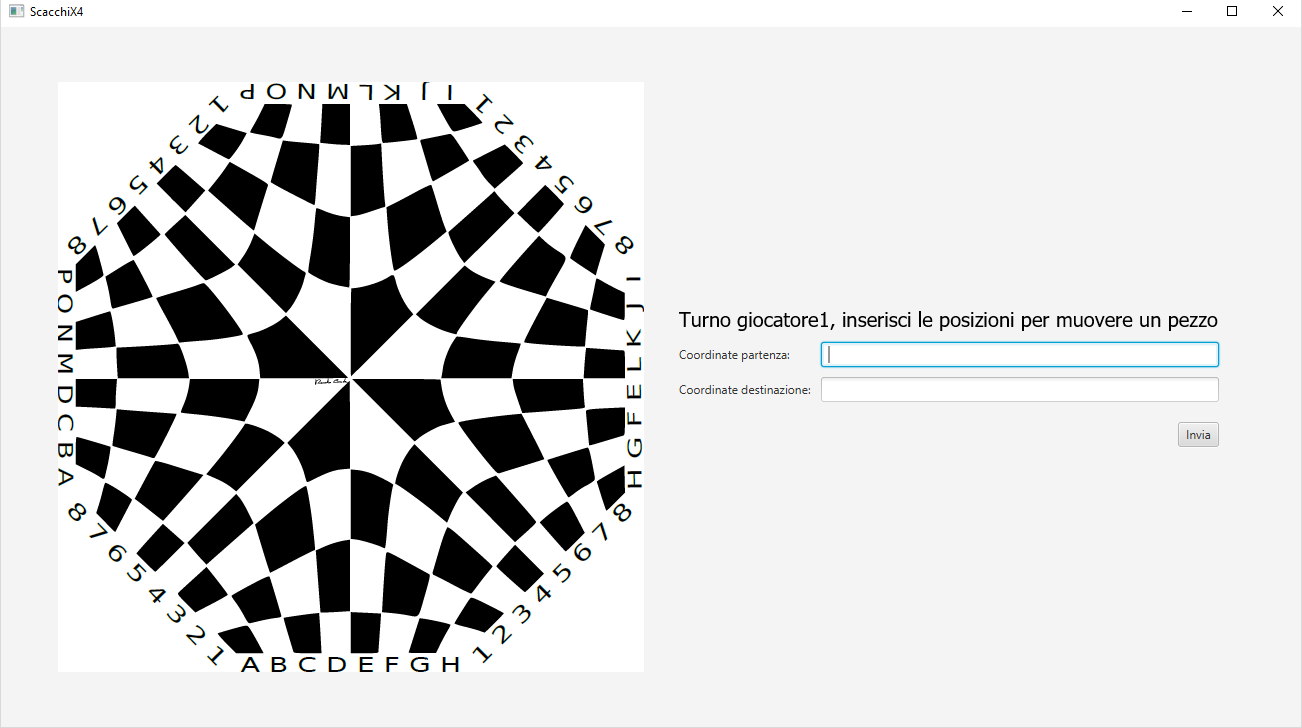 ScacchiX4
P O N M L K J I
1 2 3 4 5 6 7 8
1 2 3 4 5 6 7 8
P O N M D C B A
I J K L E F G H
8 7 6 5 4 3 2 1
8 7 6 5 4 3 2 1
A B C D E F G H
Turno giocatore1, inserisci le posizioni per muovere un pezzo
Coordinate partenza:
Coordinate destinazione:
Invia